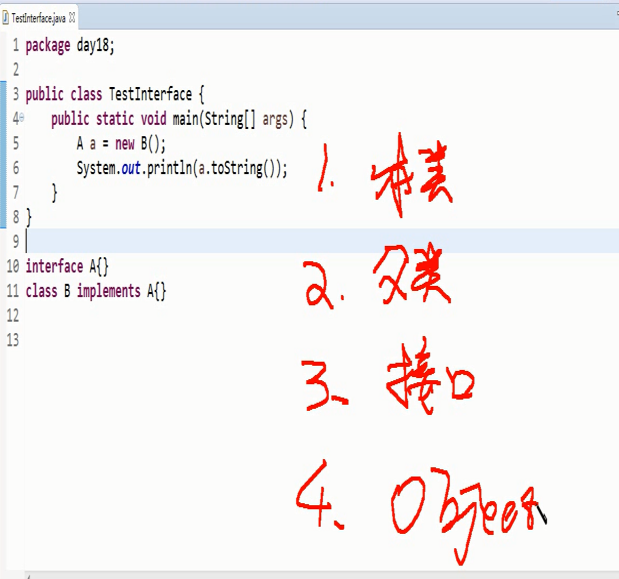 TestInterface.java
1 package day18;
2
3 public class TestInterface {
4 public static void main(String[] args) {
5 A a = new B();
6 System.out.println(a.toString());
7 }
8 }
9
10 interface A{}
11 class B implements A{}
12
13
1. 本类
2. 父类
3. 接口
4. Object